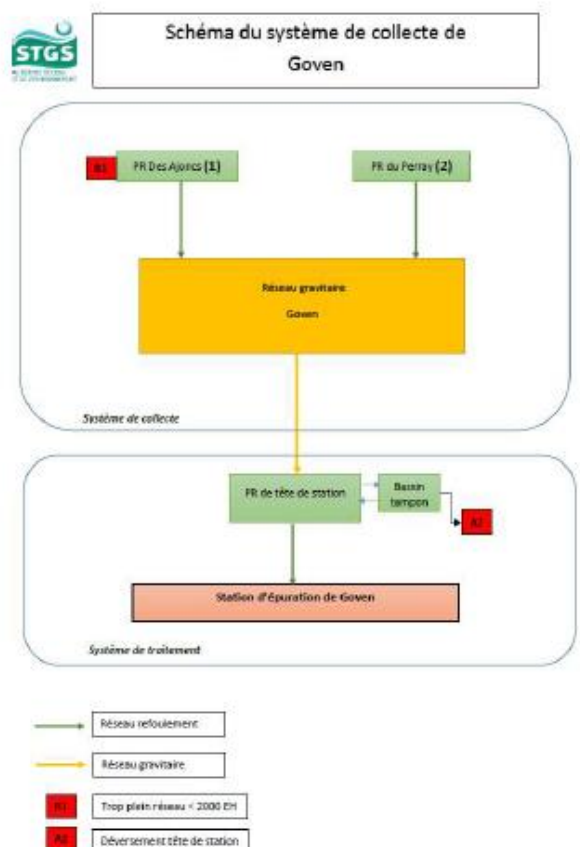 Schéma du système de collecte de
Goven
STGS
PR Des Ajoncs (1)
PR du Perray (2)
Réseau gravitaire
Goven
Système de collecte
PR de tête de station
Bassin
tampon
A2
Station d'épuration de Goven
Système de traitement
Réseau refoulement
Réseau gravitaire
Trop plein réseau < 2000 EH
A2
Déversement tête de station